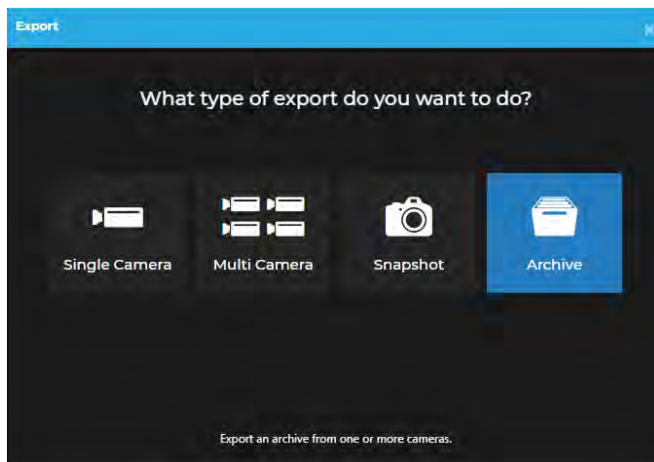 Export
What type of export do you want to do?
Single Camera Multi Camera Snapshot Archive
Export an archive from one or more cameras.